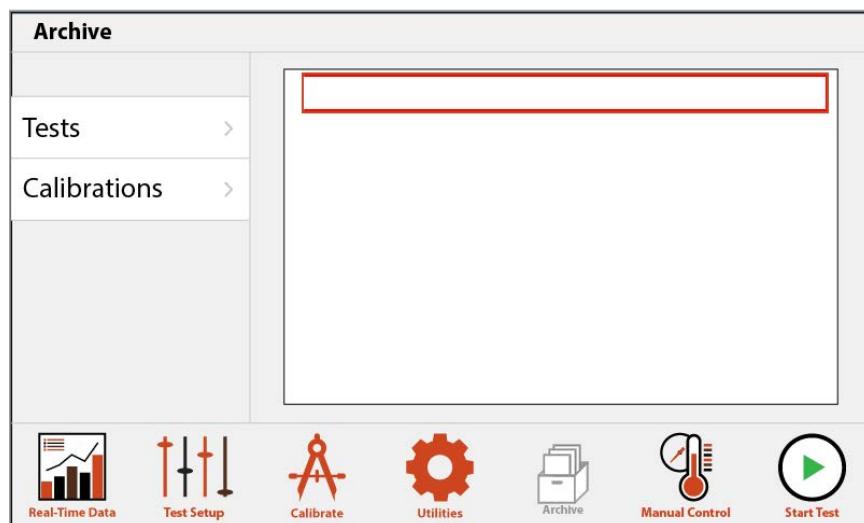 Archive
Tests
Calibrations
Real-Time Data
Test Setup
Calibrate
Utilities
Archive
Manual Control
Start Test